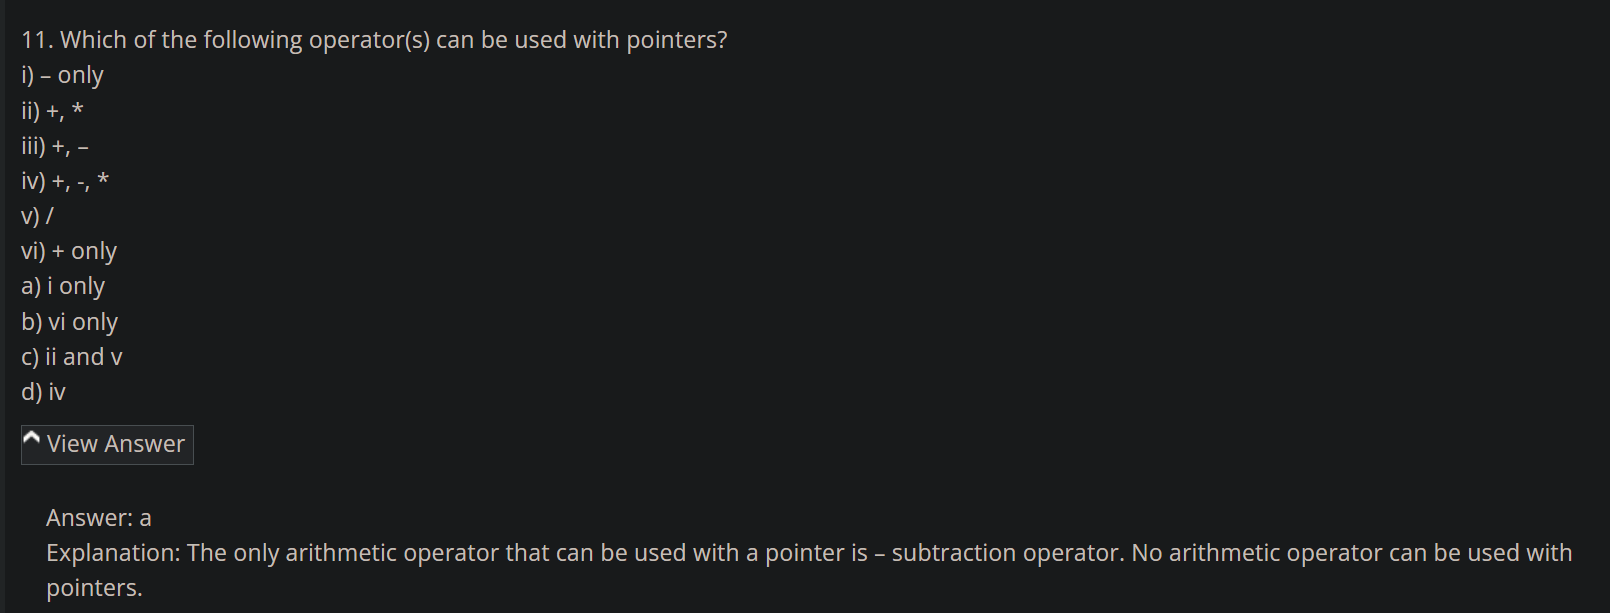 11. Which of the following operator(s) can be used with pointers?
i) – only
ii) +, *
iii) +, –
iv) +, -, *
v) /
vi) + only
a) i only
b) vi only
c) ii and v
d) iv
View Answer
Answer: a
Explanation: The only arithmetic operator that can be used with a pointer is – subtraction operator. No arithmetic operator can be used with
pointers.